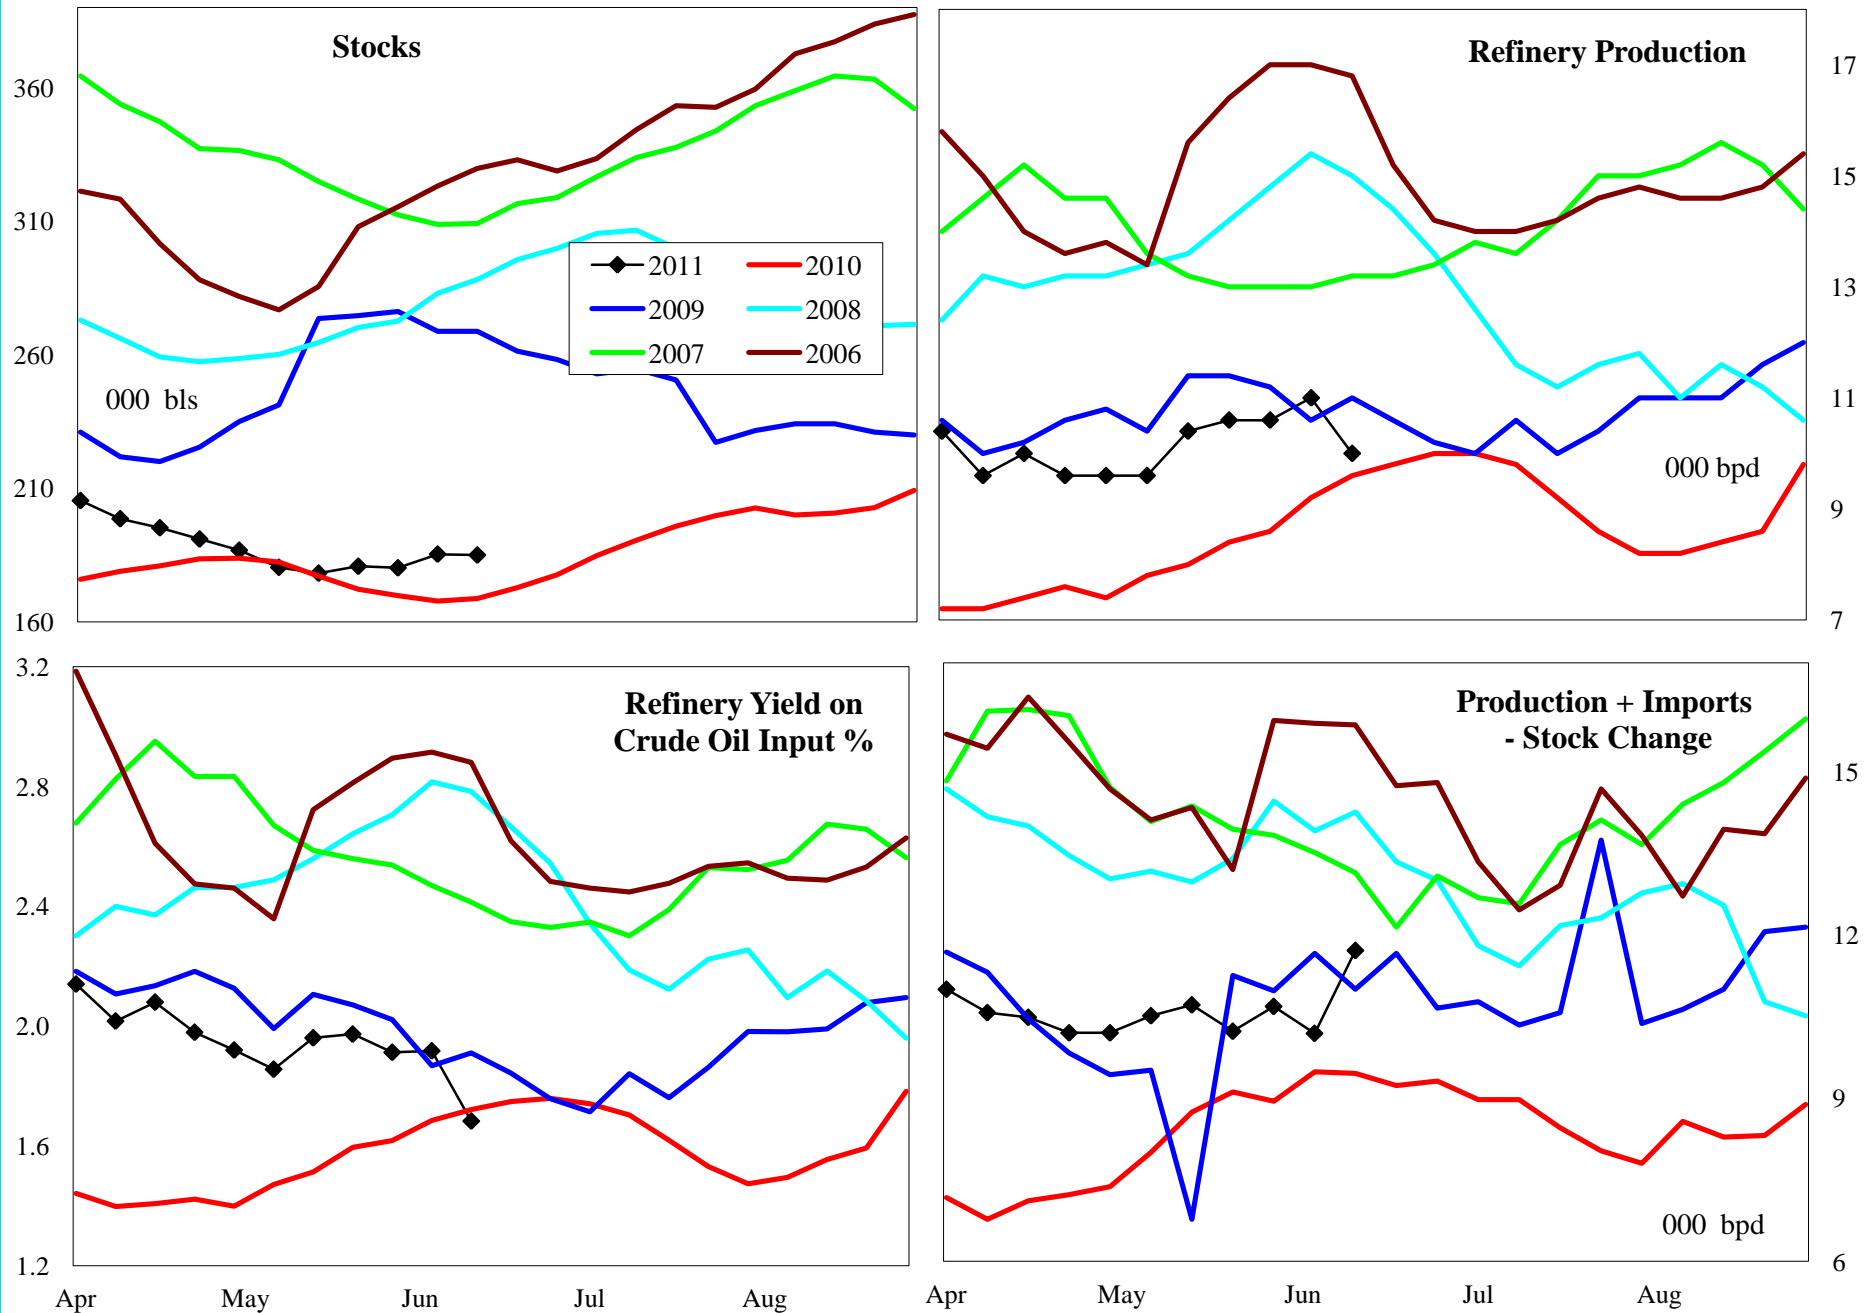 Stocks
360
310
260
210
160
000 bls
2011 2010
2009 2008
2007 2006
Refinery Production
17
15
13
11
9
7
000 bpd
Refinery Yield on
Crude Oil Input %
3.2
2.8
2.4
2.0
1.6
1.2
Apr May Jun Jul Aug
Production + Imports
- Stock Change
15
12
9
6
000 bpd
Apr May Jun Jul Aug